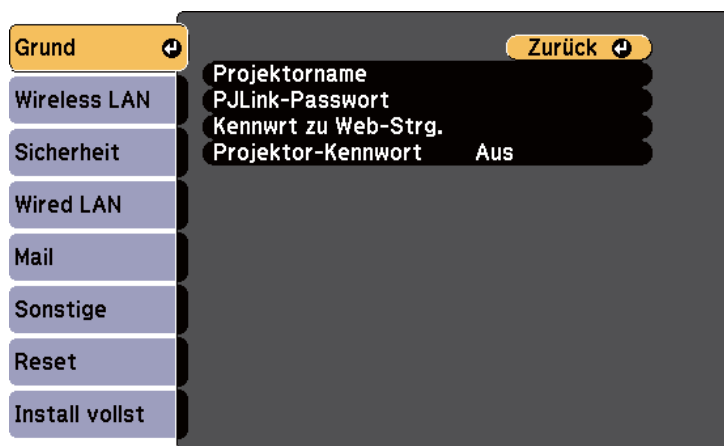 Grund
Wireless LAN
Sicherheit
Wired LAN
Mail
Sonstige
Reset
Install vollst
Zurück
Projektorname
PJLink-Passwort
Kennwrt zu Web-Strg.
Projektor-Kennwort Aus